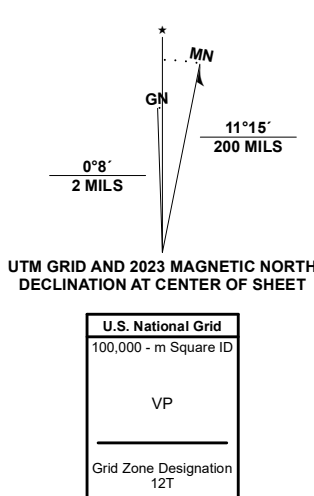 ★
MN
GN
11°15´
200 MILS
0°8´
2 MILS
UTM GRID AND 2023 MAGNETIC NORTH
DECLINATION AT CENTER OF SHEET
U.S. National Grid
100,000 - m Square ID
VP
Grid Zone Designation
12T